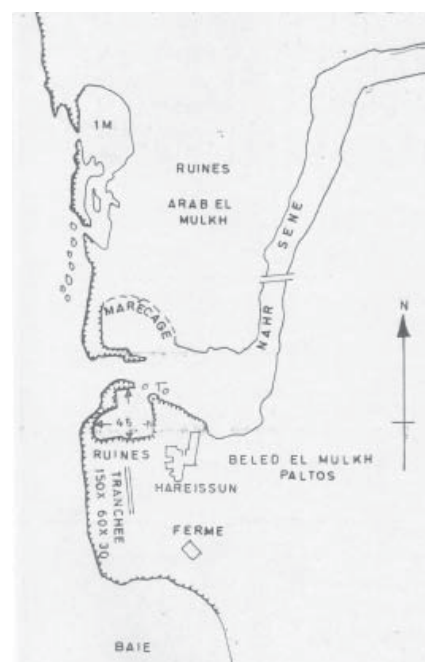 1M
RUINES
ARAB EL
MULKH
NAHR SENE
N
MARECAGE
To
45
RUINES
BELED EL MULKH
PALTOS
HAREISSUN
TRANCHEE
150X 60X 30
FERME
BAIE